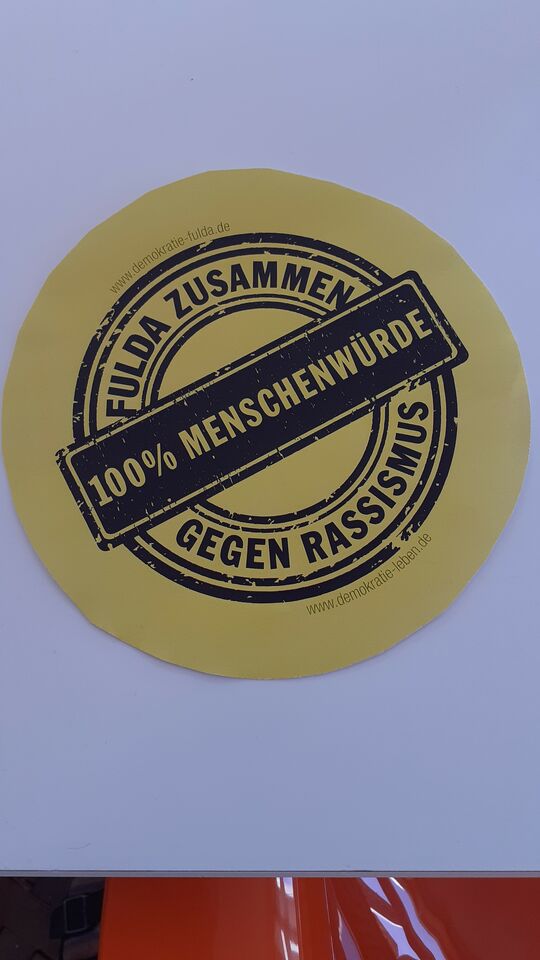 www.demokratie-fulda.de
FULDA ZUSAMMEN
100% MENSCHENWÜRDE
GEGEN RASSISMUS
www.demokratie-leben.de